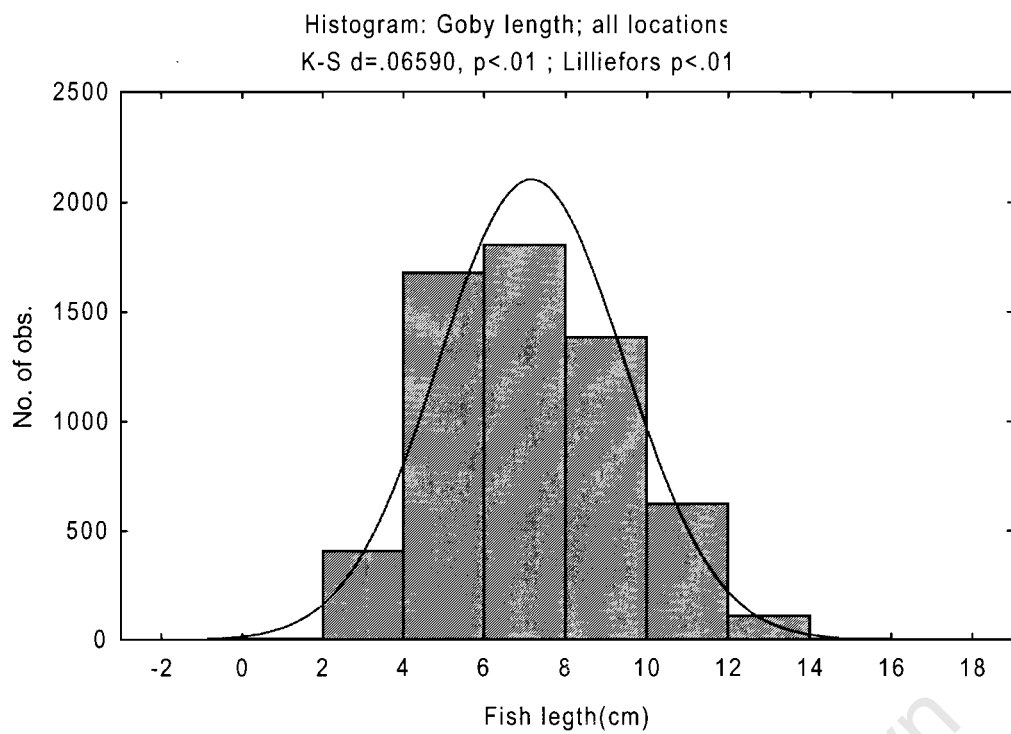 Histogram: Goby length; all locations
K-S d=.06590, p<.01 ; Lilliefors p<.01
2500
2000
1500
1000
500
0
No. of obs.
-2 0 2 4 6 8 10 12 14 16 18
Fish legth(cm)